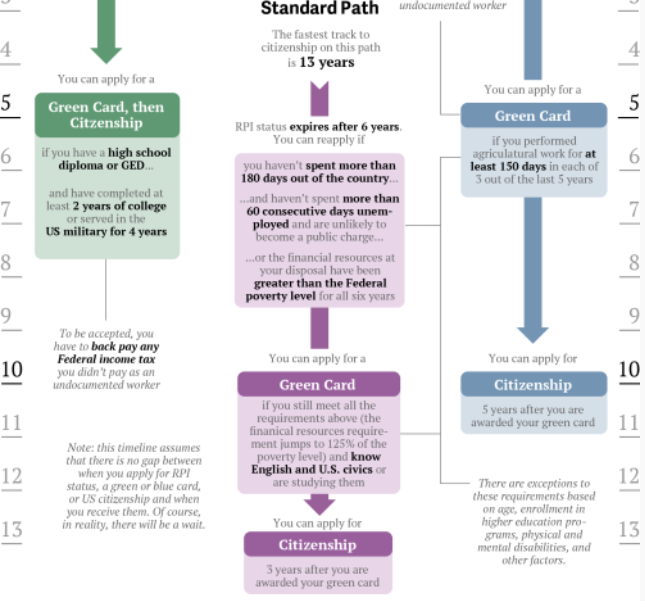 Standard Path
The fastest track to
citizenship on this path
is 13 years
undocumented worker
3
4
5
6
7
8
9
10
11
12
13
You can apply for a
Green Card, then
Citzenship
if you have a high school
diploma or GED...
and have completed at
least 2 years of college
or served in the
US military for 4 years
To be accepted, you
have to back pay any
Federal income tax
you didn't pay as an
undocumented worker
Note: this timeline assumes
that there is no gap between
when you apply for RPI
status, a green or blue card,
or US citizenship and when
you receive them. Of course,
in reality, there will be a wait.
RPI status expires after 6 years.
You can reapply if
you haven't spent more than
180 days out of the country...
...and haven't spent more than
60 consecutive days unem-
ployed and are unlikely to
become a public charge...
...or the financial resources at
your disposal have been
greater than the Federal
poverty level for all six years
You can apply for a
Green Card
if you still meet all the
requirements above (the
finanical resources require-
ment jumps to 125% of the
poverty level) and know
English and U.S. civics or
are studying them
You can apply for
Citizenship
3 years after you are
awarded your green card
You can apply for a
Green Card
if you performed
agriculatural work for at
least 150 days in each of
3 out of the last 5 years
You can apply for
Citizenship
5 years after you are
awarded your green card
There are exceptions to
these requirements based
on age, enrollment in
higher education pro-
grams, physical and
mental disabilities, and
other factors.
3
4
5
6
7
8
9
10
11
12
13